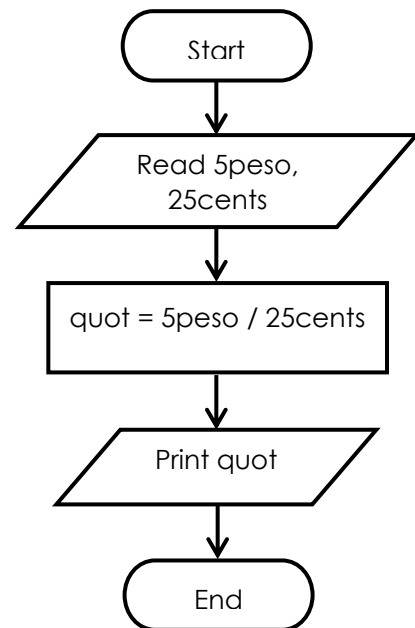 Start
Read 5peso,
25cents
quot = 5peso / 25cents
Print quot
End